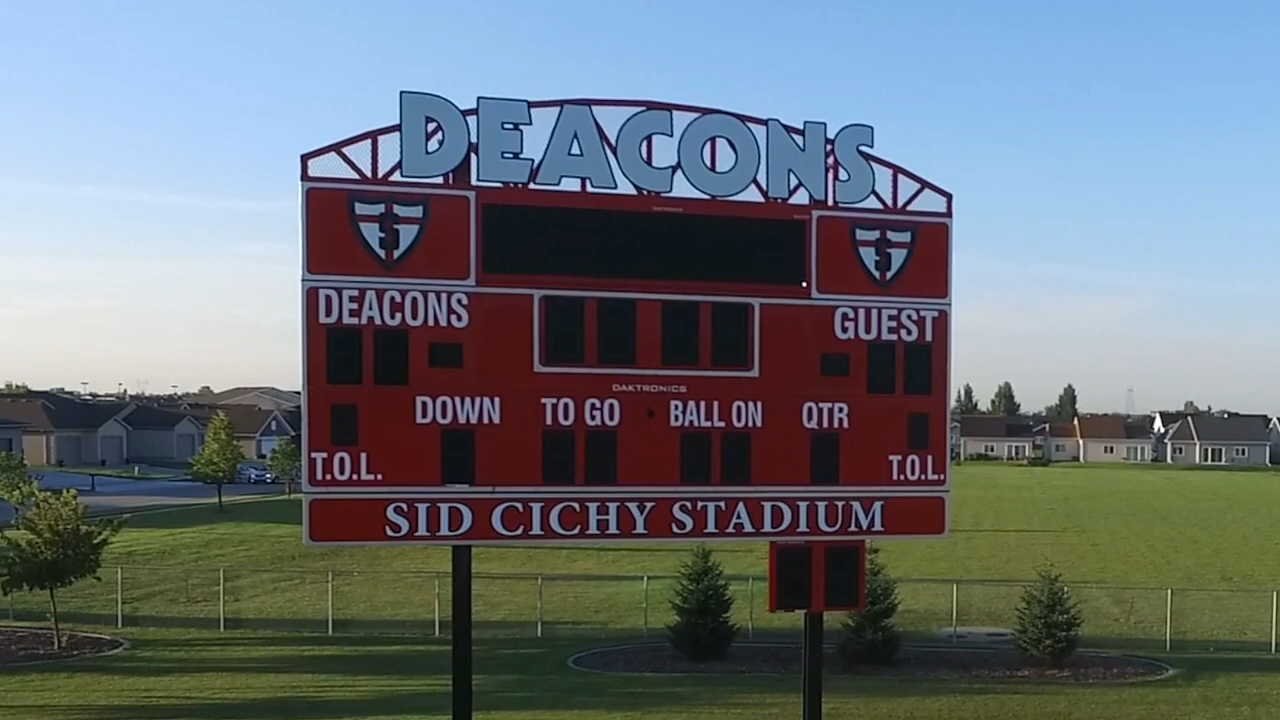 DEACONS
S S
DEACONS GUEST
DAKTRONICS
DOWN TO GO BALL ON QTR
T.O.L. T.O.L.
SID CICHY STADIUM